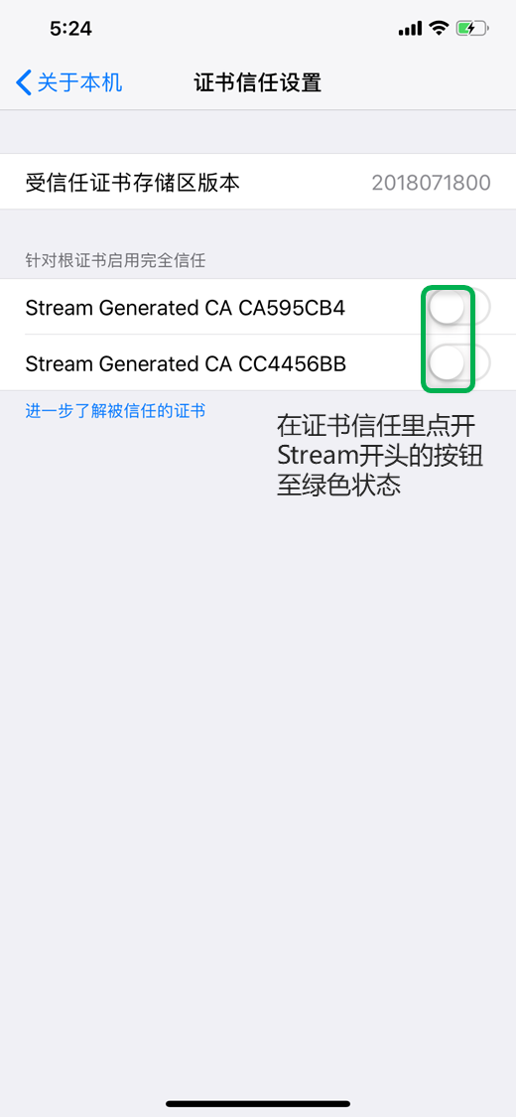 5:24
关于本机
证书信任设置
受信任证书存储区版本 2018071800
针对根证书启用完全信任
Stream Generated CA CA595CB4
Stream Generated CA CC4456BB
进一步了解被信任的证书
在证书信任里点开
Stream开头的按钮
至绿色状态